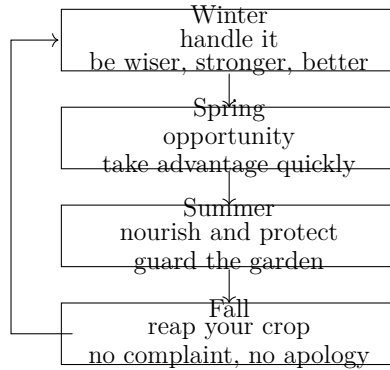 Winter
handle it
be wiser, stronger, better
Spring
opportunity
take advantage quickly
Summer
nourish and protect
guard the garden
Fall
reap your crop
no complaint, no apology